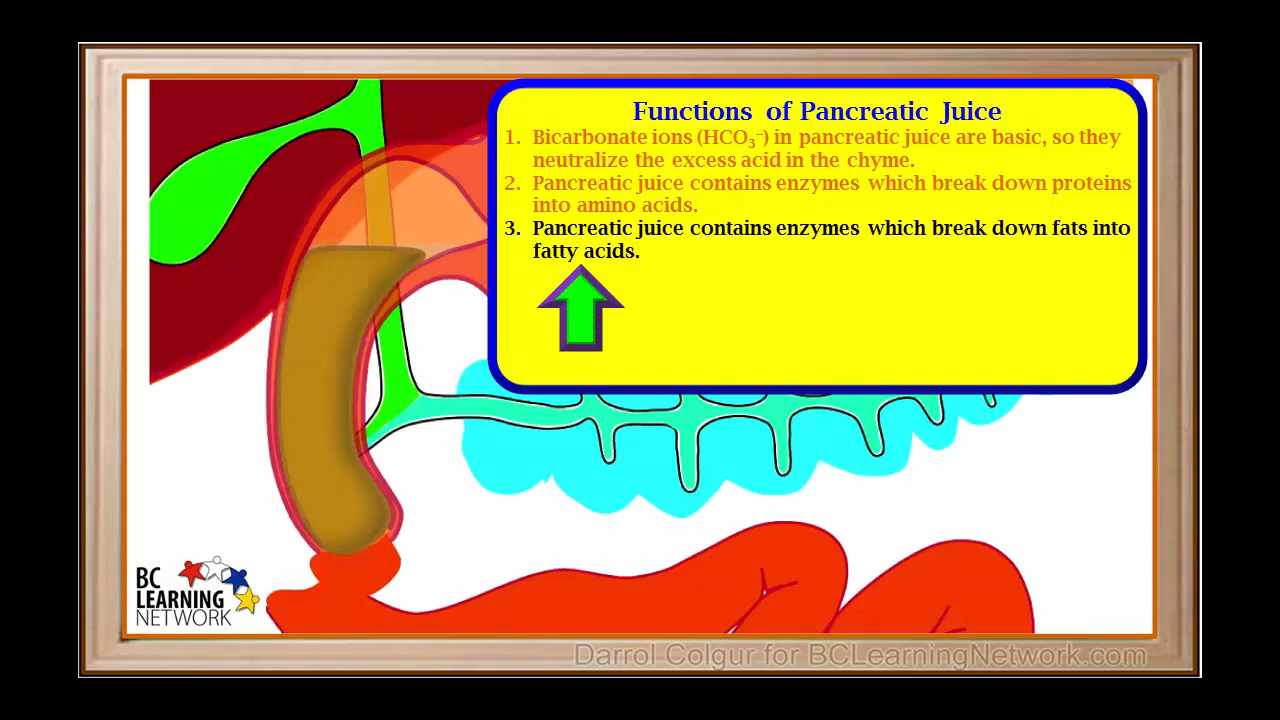 Functions of Pancreatic Juice
1. Bicarbonate ions (HCO₃⁻) in pancreatic juice are basic, so they
neutralize the excess acid in the chyme.
2. Pancreatic juice contains enzymes which break down proteins
into amino acids.
3. Pancreatic juice contains enzymes which break down fats into
fatty acids.
BC
LEARNING
NETWORK
Darrol Colgur for BCLearningNetwork.com